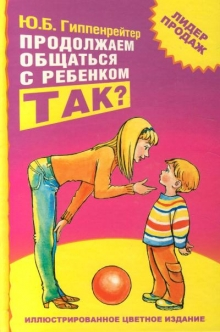 Ю.Б. Гиппенрейтер
ПРОДОЛЖАЕМ
ОБЩАТЬСЯ
С РЕБЕНКОМ
ТАК?
ЛИДЕР
ПРОДАЖ
ИЛЛЮСТРИРОВАННОЕ ЦВЕТНОЕ ИЗДАНИЕ